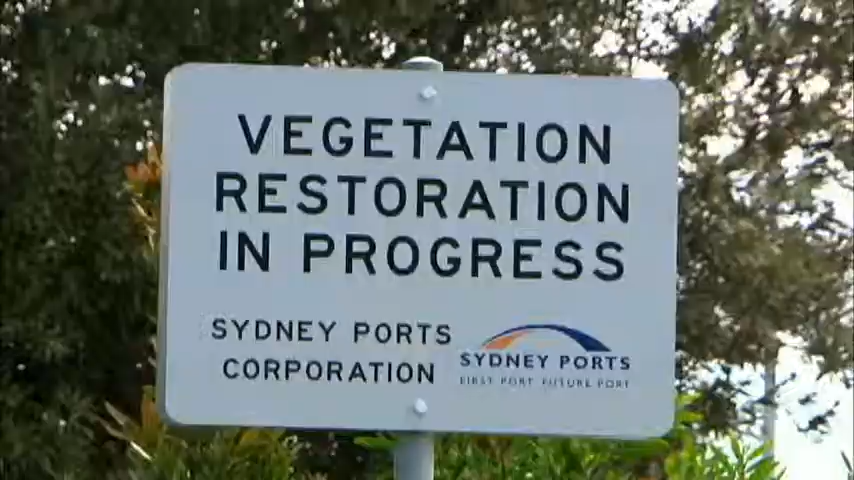 VEGETATION
RESTORATION
IN PROGRESS
SYDNEY PORTS
CORPORATION
SYDNEY PORTS
FIRST PORT FUTURE PORT